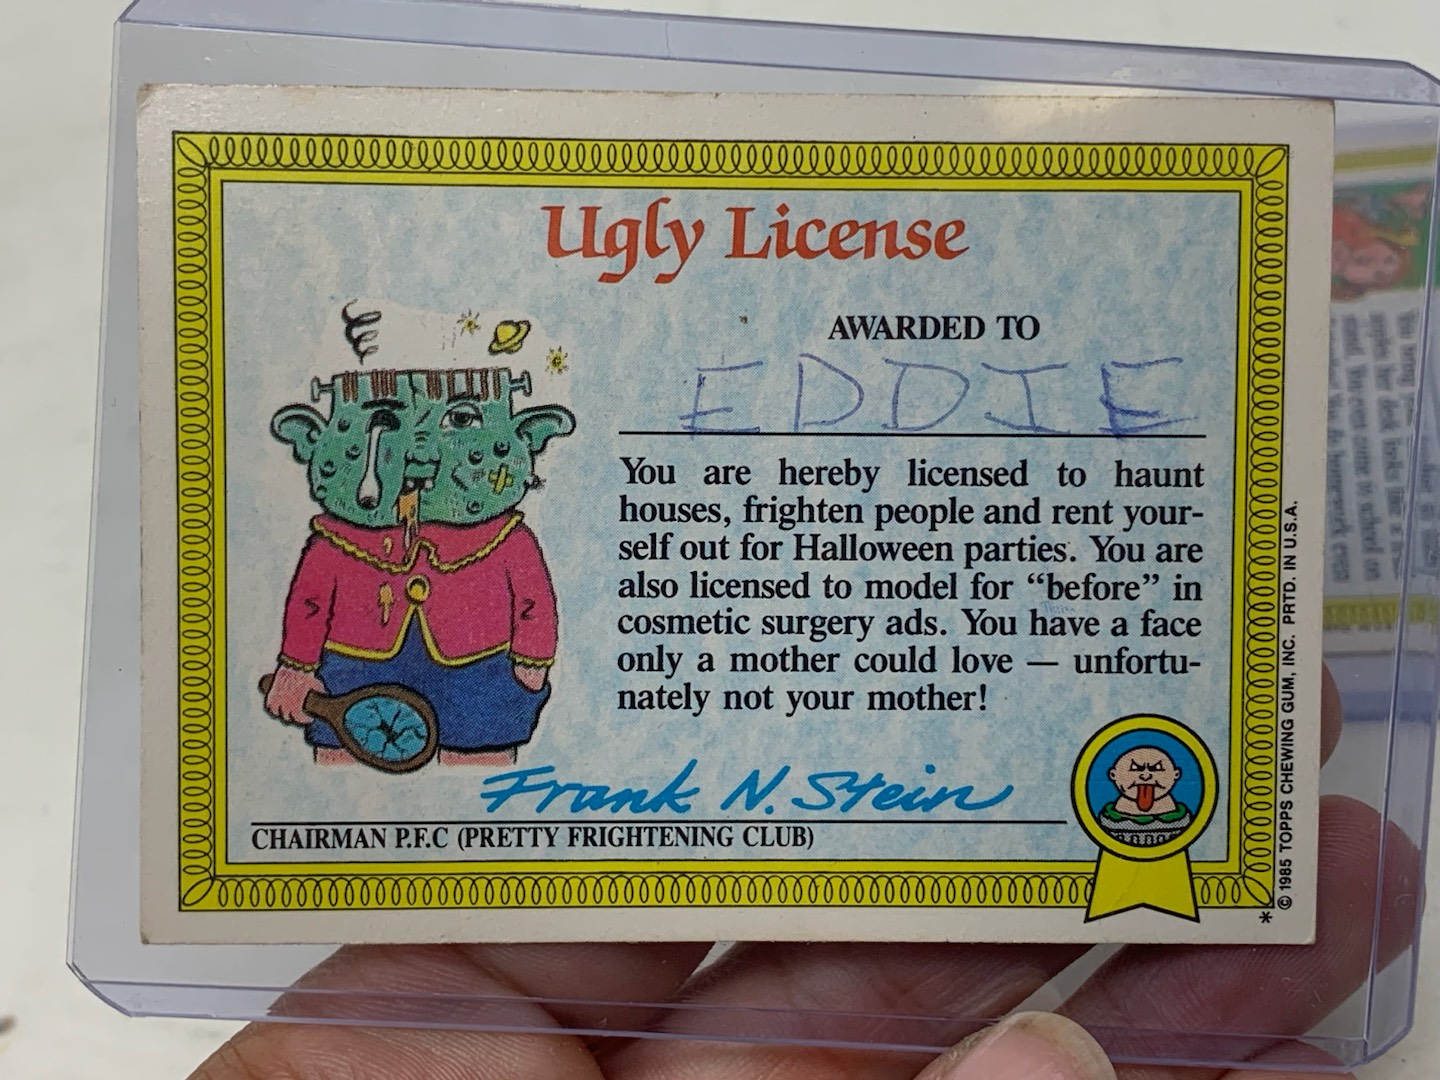 Ugly License
AWARDED TO
EDDIE
You are hereby licensed to haunt
houses, frighten people and rent your-
self out for Halloween parties. You are
also licensed to model for “before” in
cosmetic surgery ads. You have a face
only a mother could love — unfortu-
nately not your mother!
Frank N. Stein
CHAIRMAN P.F.C (PRETTY FRIGHTENING CLUB)
* © 1985 TOPPS CHEWING GUM, INC. PRTD. IN U.S.A.